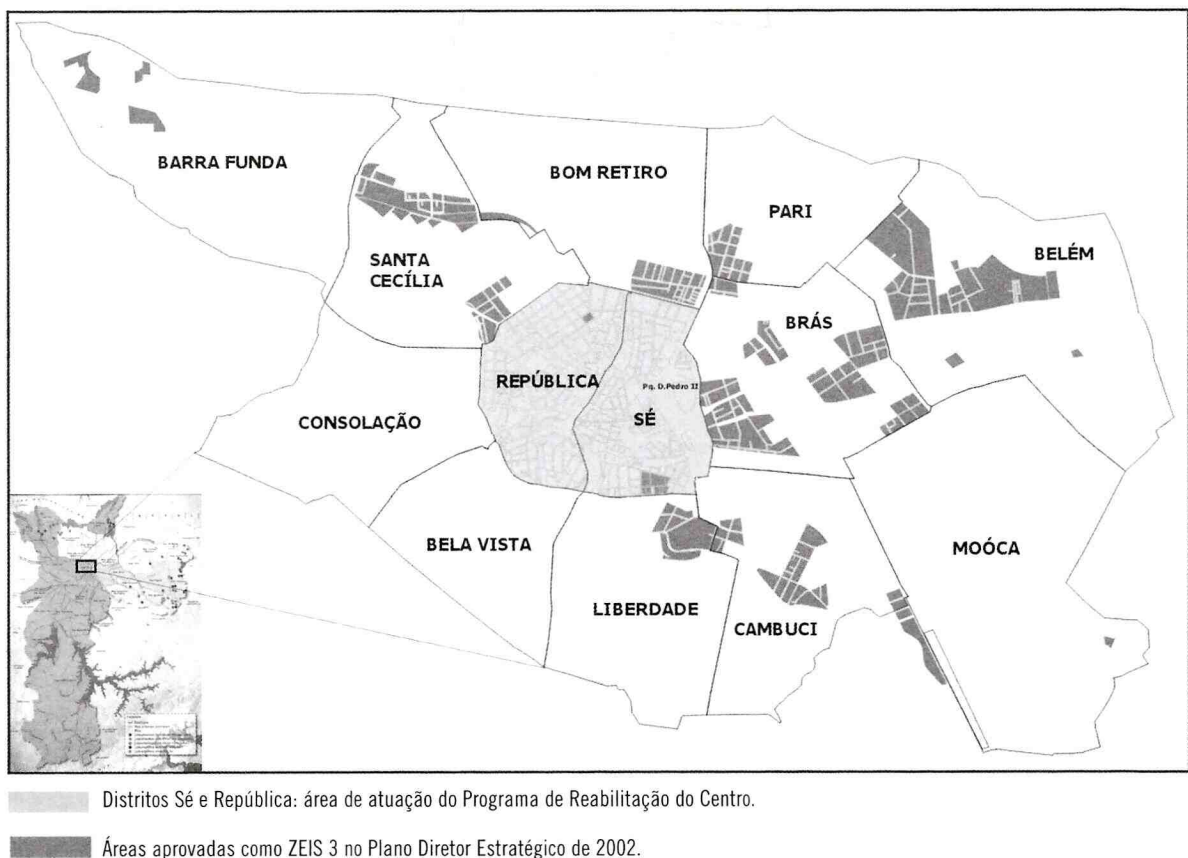 BARRA FUNDA
BOM RETIRO
PARI
BELÉM
SANTA
CECÍLIA
BRÁS
REPÚBLICA
Pq. D.Pedro II
SÉ
CONSOLAÇÃO
BELA VISTA
LIBERDADE
CAMBUCI
MOÓCA
Distritos Sé e República: área de atuação do Programa de Reabilitação do Centro.
Áreas aprovadas como ZEIS 3 no Plano Diretor Estratégico de 2002.